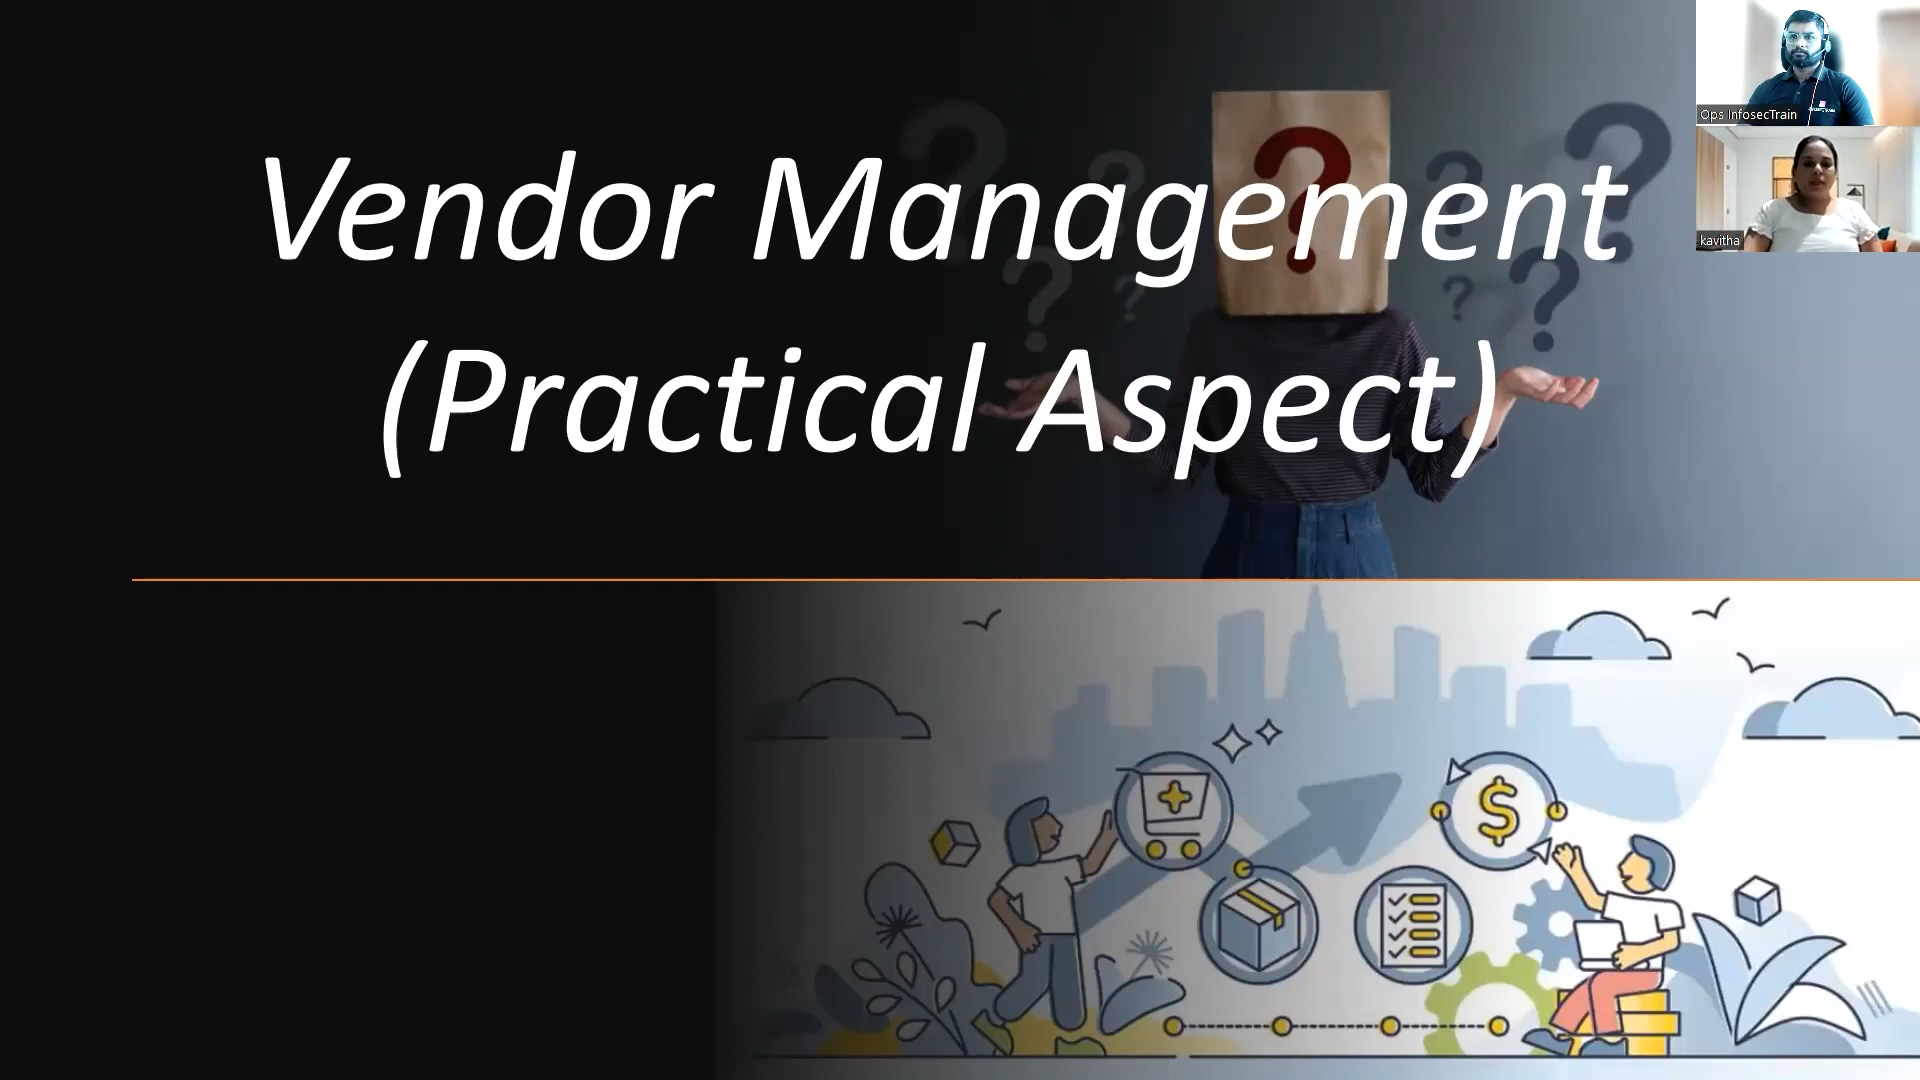 Vendor Management
(Practical Aspect)
Ops InfosecTrain
kavitha